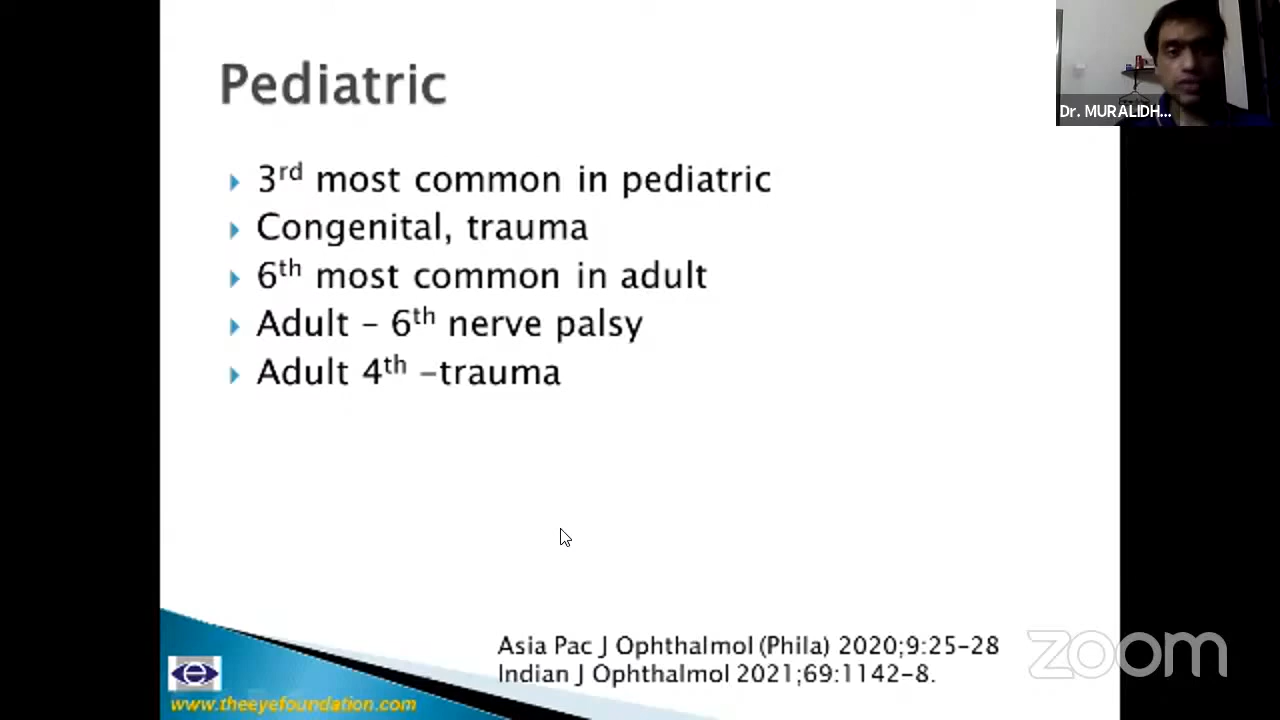 Pediatric
Dr. MURALIDH...
3rd most common in pediatric
Congenital, trauma
6th most common in adult
Adult – 6th nerve palsy
Adult 4th –trauma
Asia Pac J Ophthalmol (Phila) 2020;9:25-28
Indian J Ophthalmol 2021;69:1142-8.
zoom
www.theeyefoundation.com